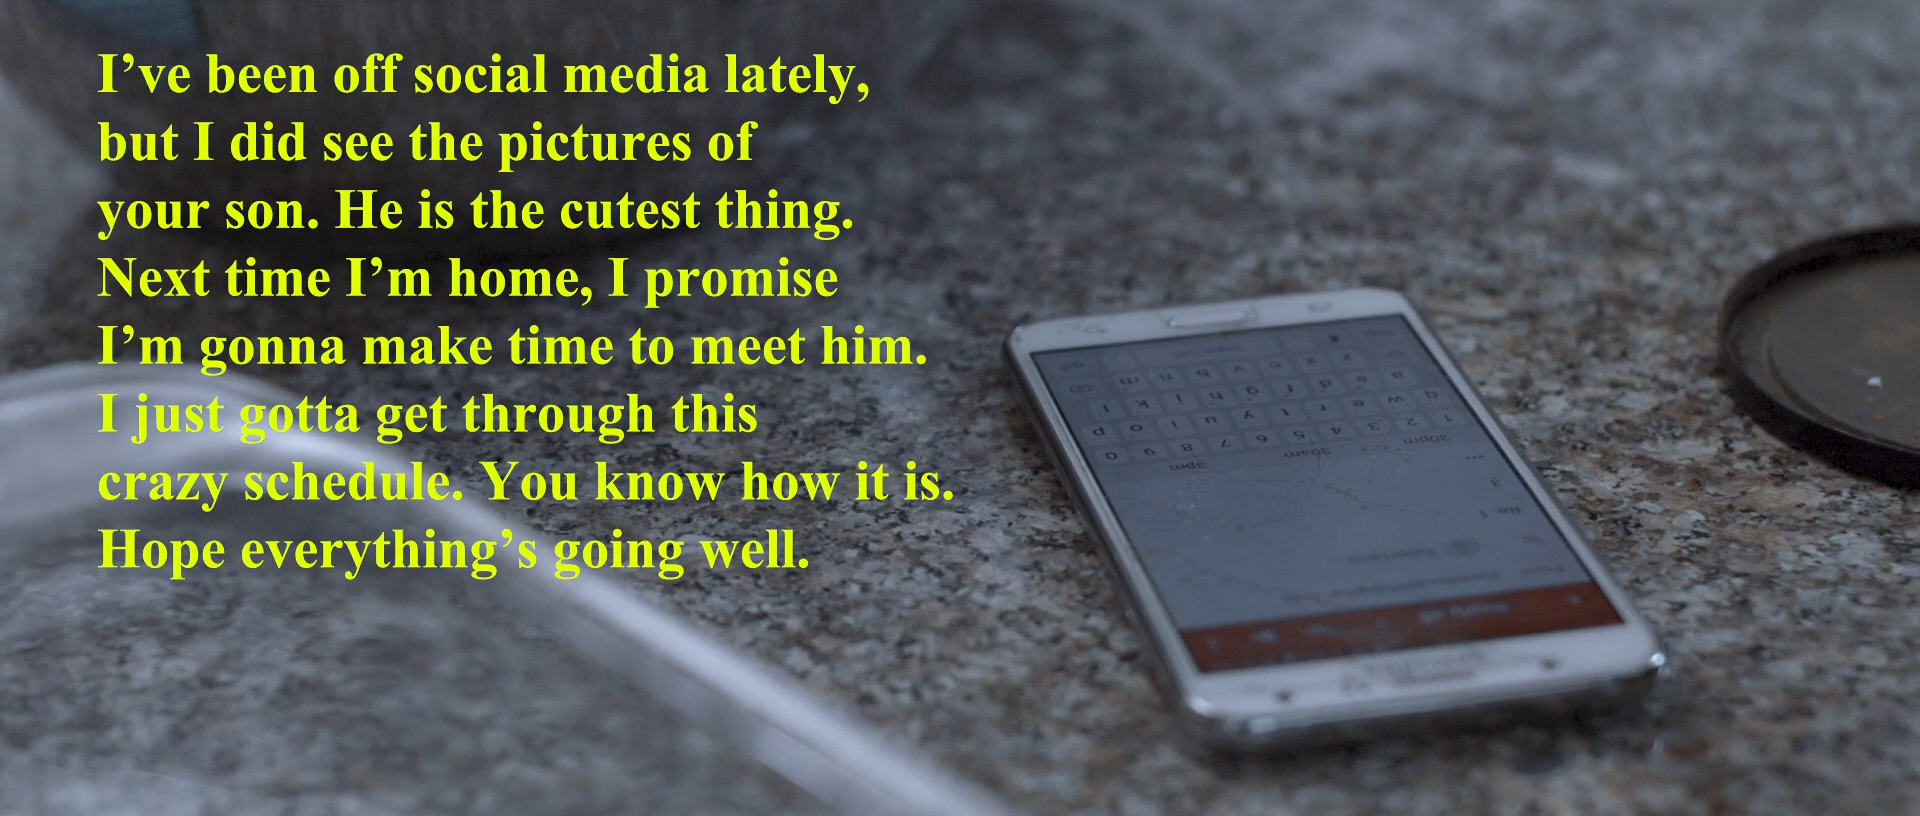 I’ve been off social media lately,
but I did see the pictures of
your son. He is the cutest thing.
Next time I’m home, I promise
I’m gonna make time to meet him.
I just gotta get through this
crazy schedule. You know how it is.
Hope everything’s going well.